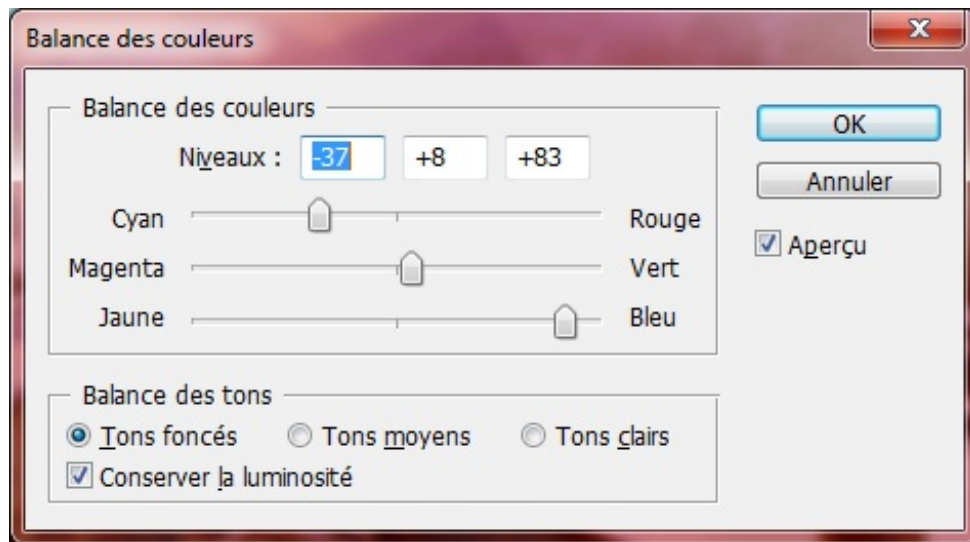 Balance des couleurs
Balance des couleurs
Niveaux : -37 +8 +83
Cyan Rouge
Magenta Vert
Jaune Bleu
OK
Annuler
Aperçu
Balance des tons
Tons foncés Tons moyens Tons clairs
Conserver la luminosité